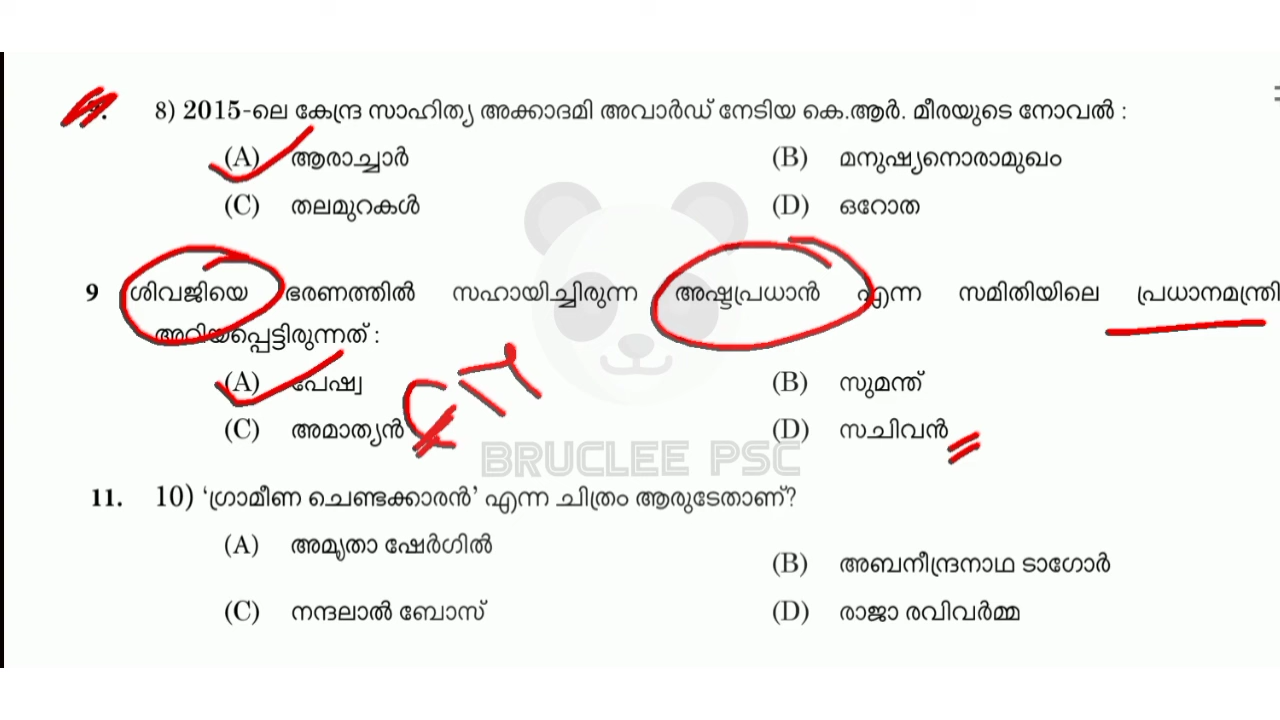 8) 2015-ലെ കേന്ദ്ര സാഹിത്യ അക്കാദമി അവാർഡ് നേടിയ കെ.ആർ. മീരയുടെ നോവൽ :
(A) ആരാച്ചാർ (B) മനുഷ്യനൊരാമുഖം
(C) തലമുറകൾ (D) ഒറോത
9 ശിവജിയെ ഭരണത്തിൽ സഹായിച്ചിരുന്ന അഷ്ടപ്രധാൻ എന്ന സമിതിയിലെ പ്രധാനമന്ത്രി
അറിയപ്പെട്ടിരുന്നത് :
(A) പേഷ്വ (B) സുമന്ത്
(C) അമാത്യൻ (D) സചിവൻ
BRUCLEE PSC
11. 10) ‘ഗ്രാമീണ ചെണ്ടക്കാരൻ’ എന്ന ചിത്രം ആരുടേതാണ്?
(A) അമൃതാ ഷേർഗിൽ
(B) അബനീന്ദ്രനാഥ ടാഗോർ
(C) നന്ദലാൽ ബോസ് (D) രാജാ രവിവർമ്മ